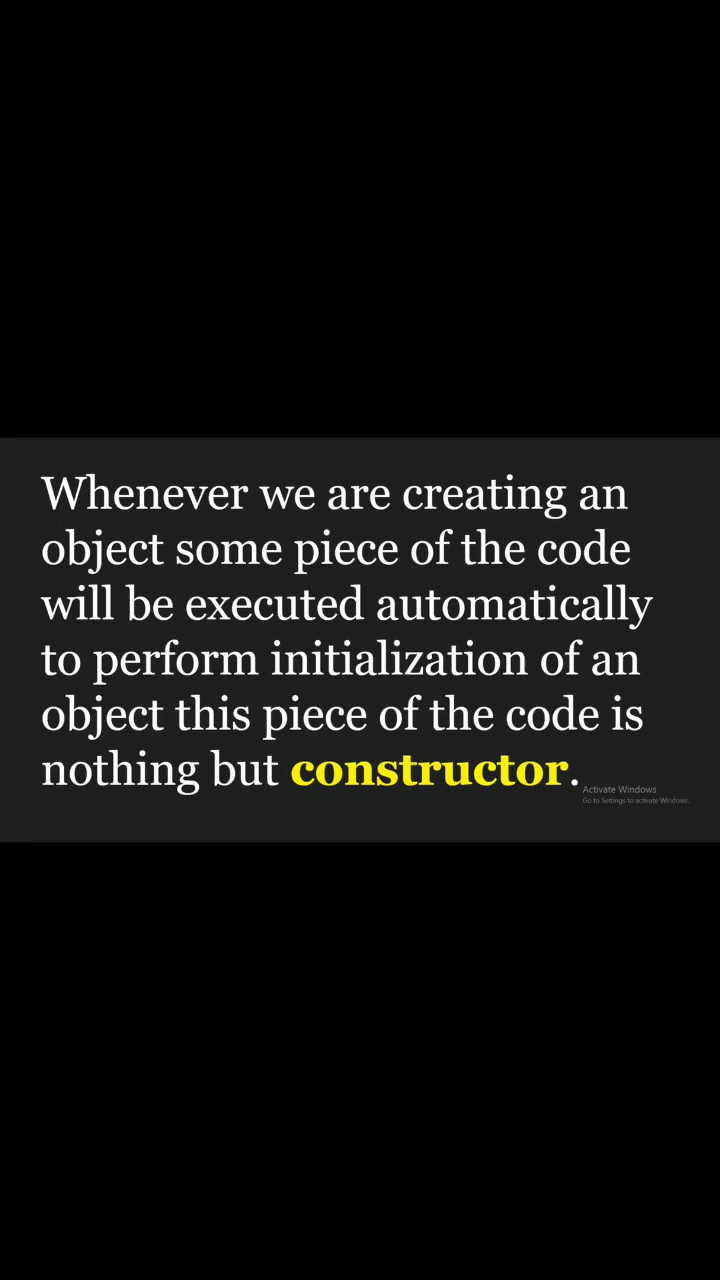 Whenever we are creating an
object some piece of the code
will be executed automatically
to perform initialization of an
object this piece of the code is
nothing but constructor.
Activate Windows
Go to Settings to activate Windows.